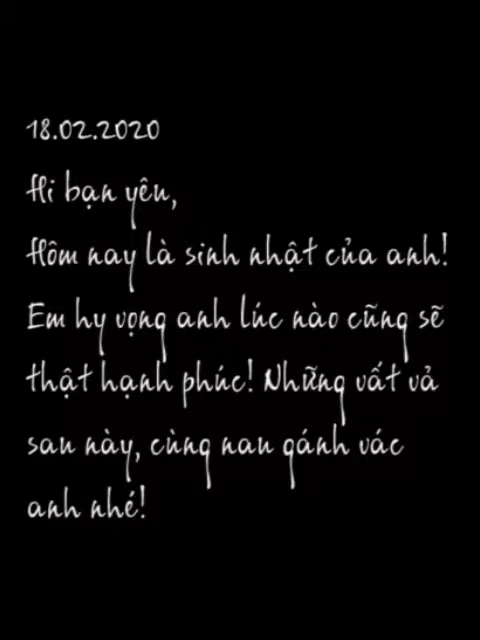 18.02.2020
Hi bạn yêu,
Hôm nay là sinh nhật của anh!
Em hy vọng anh lúc nào cũng sẽ
thật hạnh phúc! Những vất vả
sau này, cùng nau gánh vác
anh nhé!